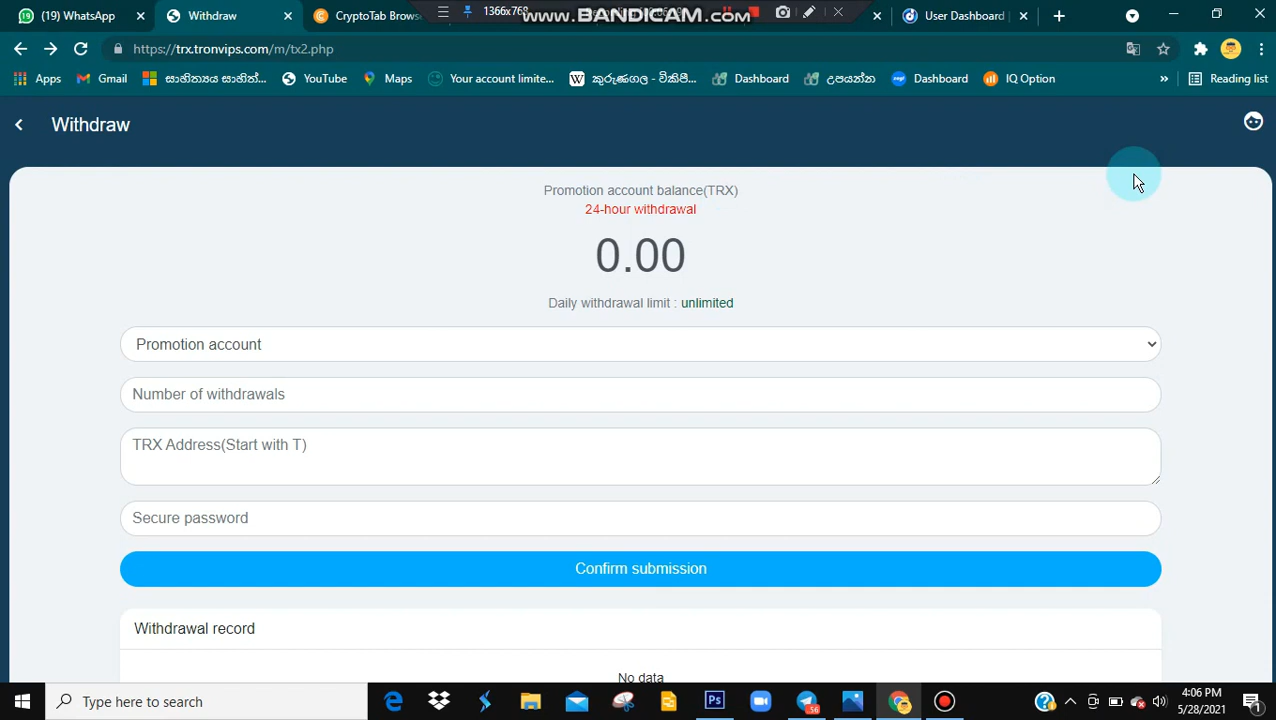 (19) WhatsApp
Withdraw
CryptoTab Brows
1366x768
www.BANDICAM.com
User Dashboard
https://trx.tronvips.com/m/tx2.php
Apps
Gmail
සාහිත්‍යය සංහිත...
YouTube
Maps
Your account limite...
කුරුණෑගල - විකිපී...
Dashboard
උපයන්න
Dashboard
IQ Option
»
Reading list
Withdraw
Promotion account balance(TRX)
24-hour withdrawal
0.00
Daily withdrawal limit : unlimited
Promotion account
Number of withdrawals
TRX Address(Start with T)
Secure password
Confirm submission
Withdrawal record
No data
Type here to search
4:06 PM
5/28/2021